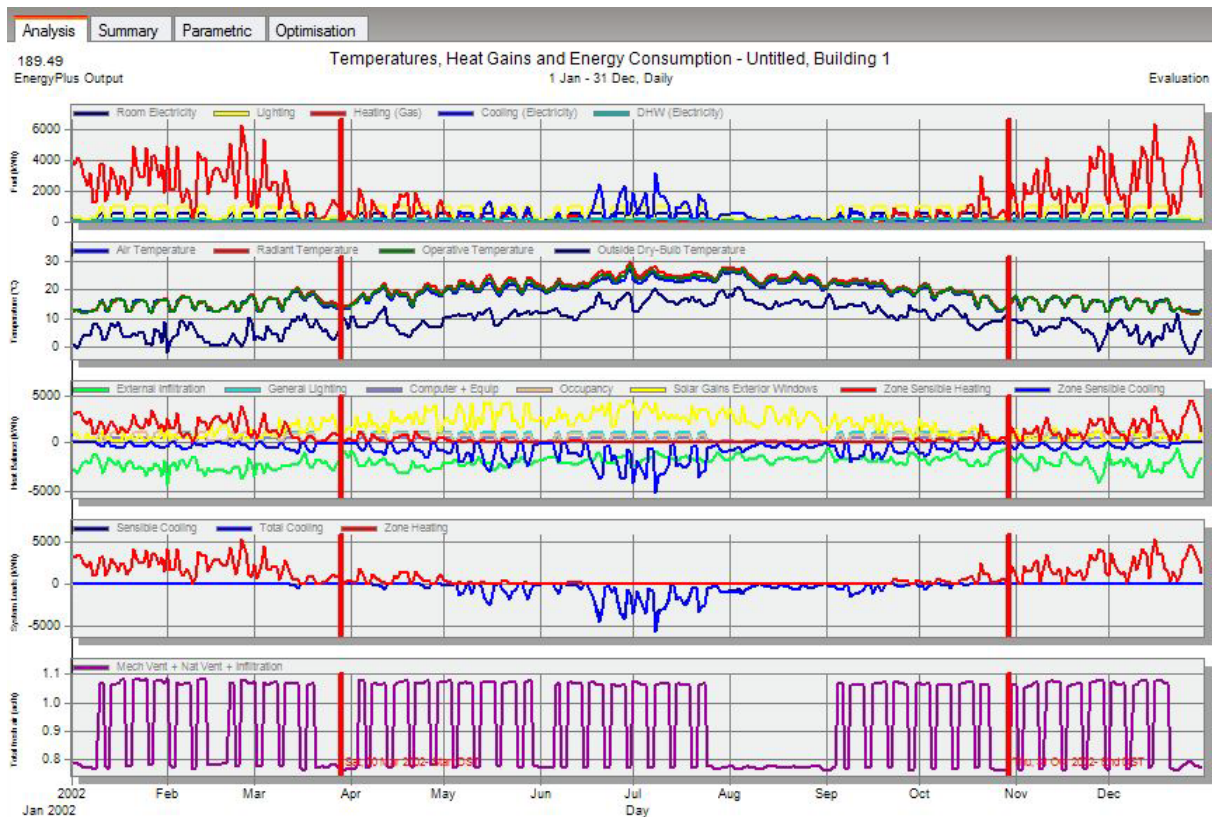 Analysis Summary Parametric Optimisation
189.49 Temperatures, Heat Gains and Energy Consumption - Untitled, Building 1
EnergyPlus Output 1 Jan - 31 Dec, Daily Evaluation
Room Electricity Lighting Heating (Gas) Cooling (Electricity) DHW (Electricity)
Fuel (kWh)
6000
4000
2000
0
Air Temperature Radiant Temperature Operative Temperature Outside Dry-Bulb Temperature
Temperature (°C)
30
20
10
0
External Infiltration General Lighting Computer + Equip Occupancy Solar Gains Exterior Windows Zone Sensible Heating Zone Sensible Cooling
Heat Balance (kWh)
5000
0
-5000
Sensible Cooling Total Cooling Zone Heating
System Loads (kWh)
5000
0
-5000
Mech Vent + Nat Vent + Infiltration
Total fresh air (ac/h)
1.1
1.0
0.9
0.8
2002 Feb Mar Apr May Jun Jul Aug Sep Oct Nov Dec
Jan 2002 Day